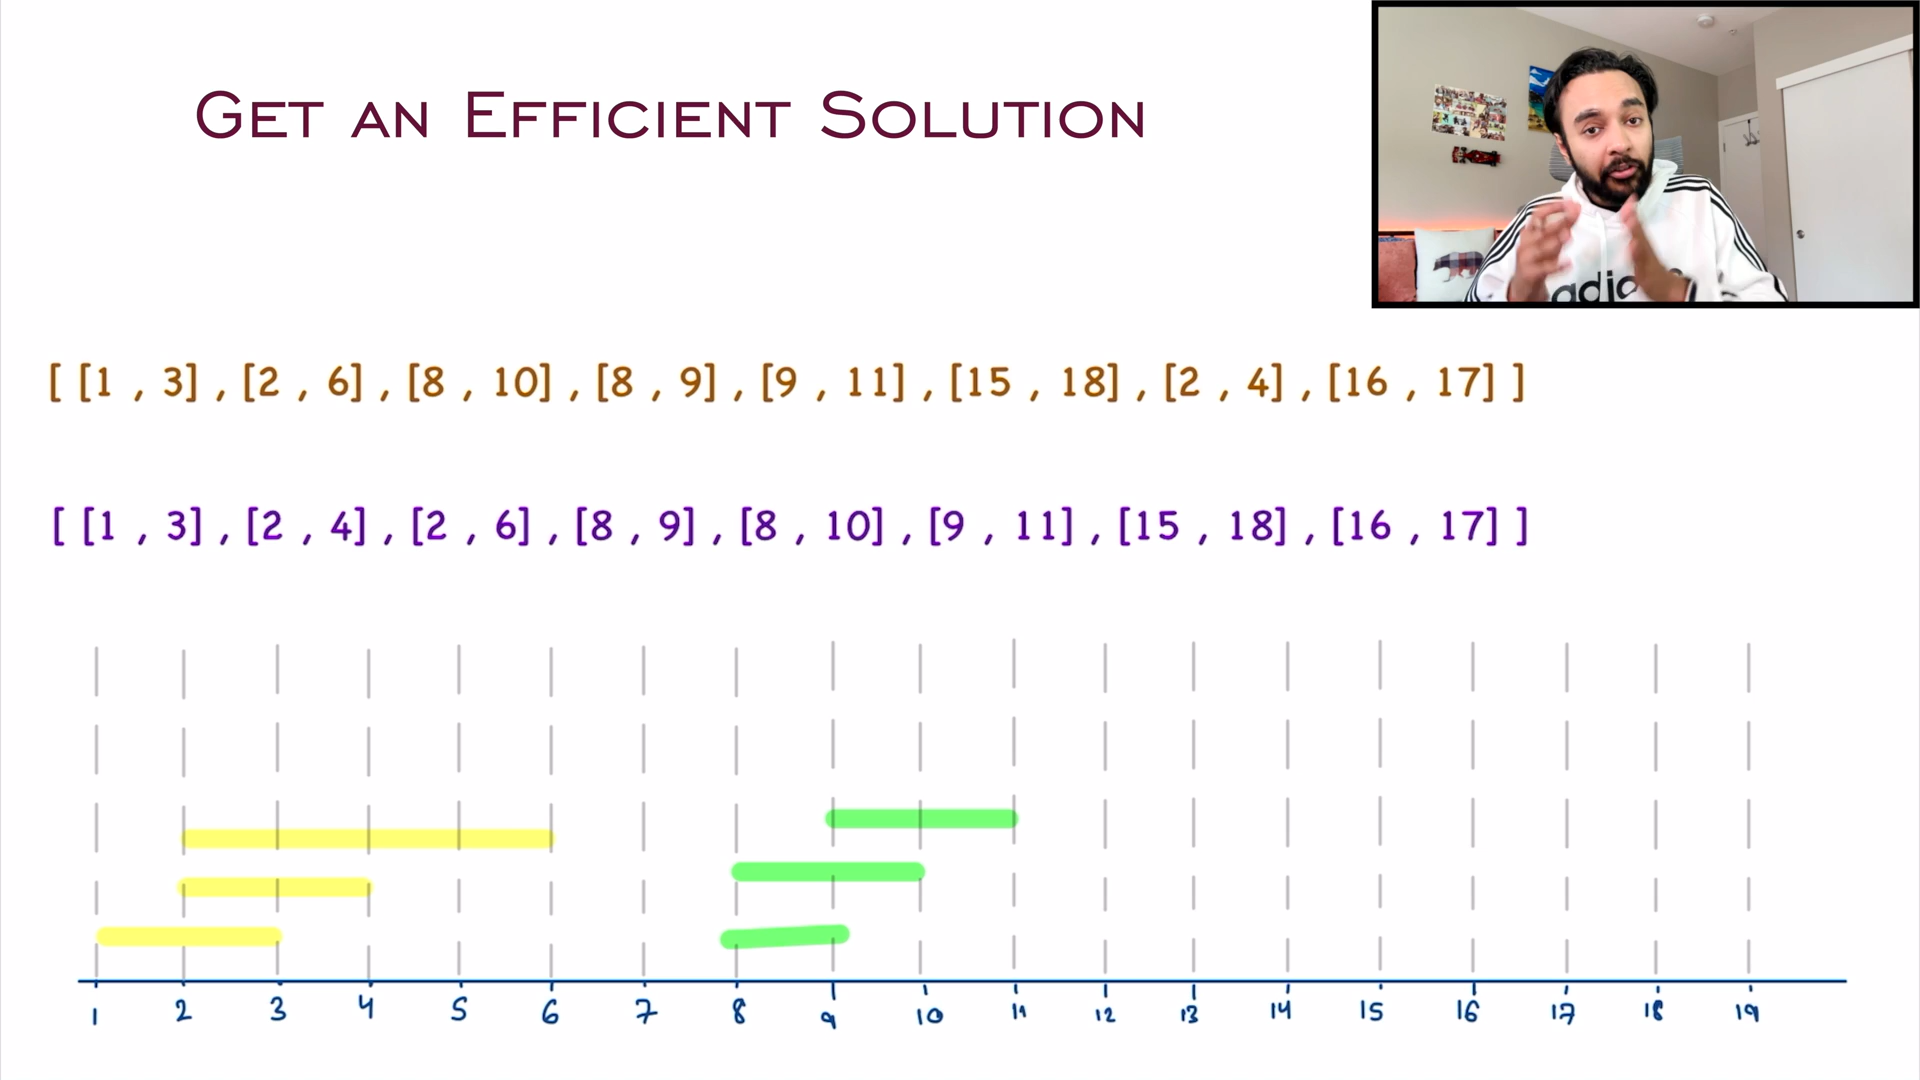 GET AN EFFICIENT SOLUTION
[ [1 , 3] , [2 , 6] , [8 , 10] , [8 , 9] , [9 , 11] , [15 , 18] , [2 , 4] , [16 , 17] ]
[ [1 , 3] , [2 , 4] , [2 , 6] , [8 , 9] , [8 , 10] , [9 , 11] , [15 , 18] , [16 , 17] ]
1 2 3 4 5 6 7 8 9 10 11 12 13 14 15 16 17 18 19